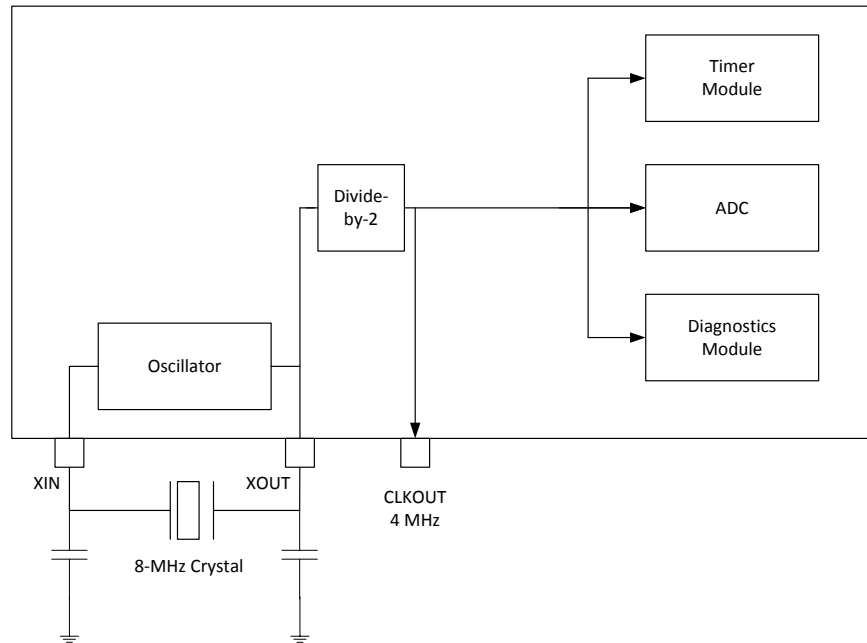 Timer
Module
Divide-
by-2
ADC
Oscillator
Diagnostics
Module
XIN
XOUT
CLKOUT
4 MHz
8-MHz Crystal